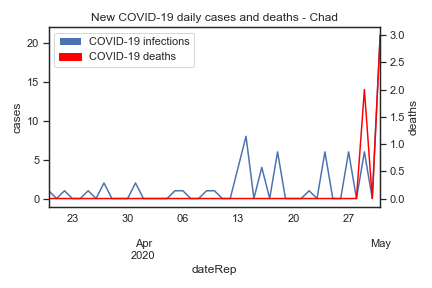 New COVID-19 daily cases and deaths - Chad
COVID-19 infections
COVID-19 deaths
cases
20
15
10
5
0
deaths
3.0
2.5
2.0
1.5
1.0
0.5
0.0
23 30 06 13 20 27
Apr May
2020
dateRep